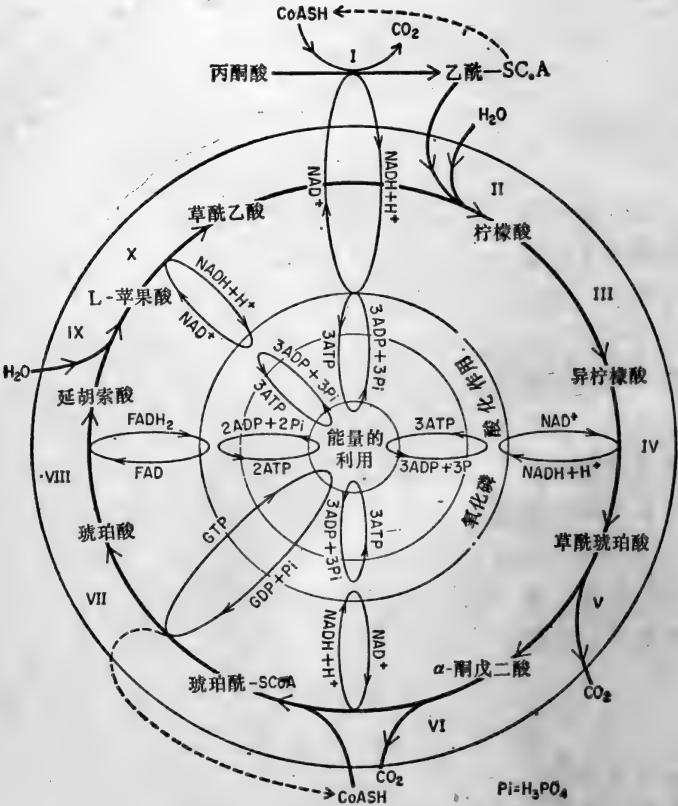 CoASH
CO₂
I
丙酮酸
乙酰—SCoA
H₂O
NAD⁺
NADH+H⁺
II
草酰乙酸
柠檬酸
X
NADH+H⁺
NAD⁺
III
L-苹果酸
IX
H₂O
3ATP
3ADP+3Pi
3ADP+3Pi
3ATP
氧化磷酸化作用
异柠檬酸
延胡索酸
FADH₂
FAD
2ADP+2Pi
2ATP
能量的
利用
3ATP
3ADP+3P
NAD⁺
NADH+H⁺
IV
VIII
琥珀酸
GTP
GDP+Pi
3ADP+3Pi
3ATP
草酰琥珀酸
VII
V
NADH+H⁺
NAD⁺
α-酮戊二酸
琥珀酰-SCoA
CO₂
VI
CO₂
CoASH
Pi=H₃PO₄